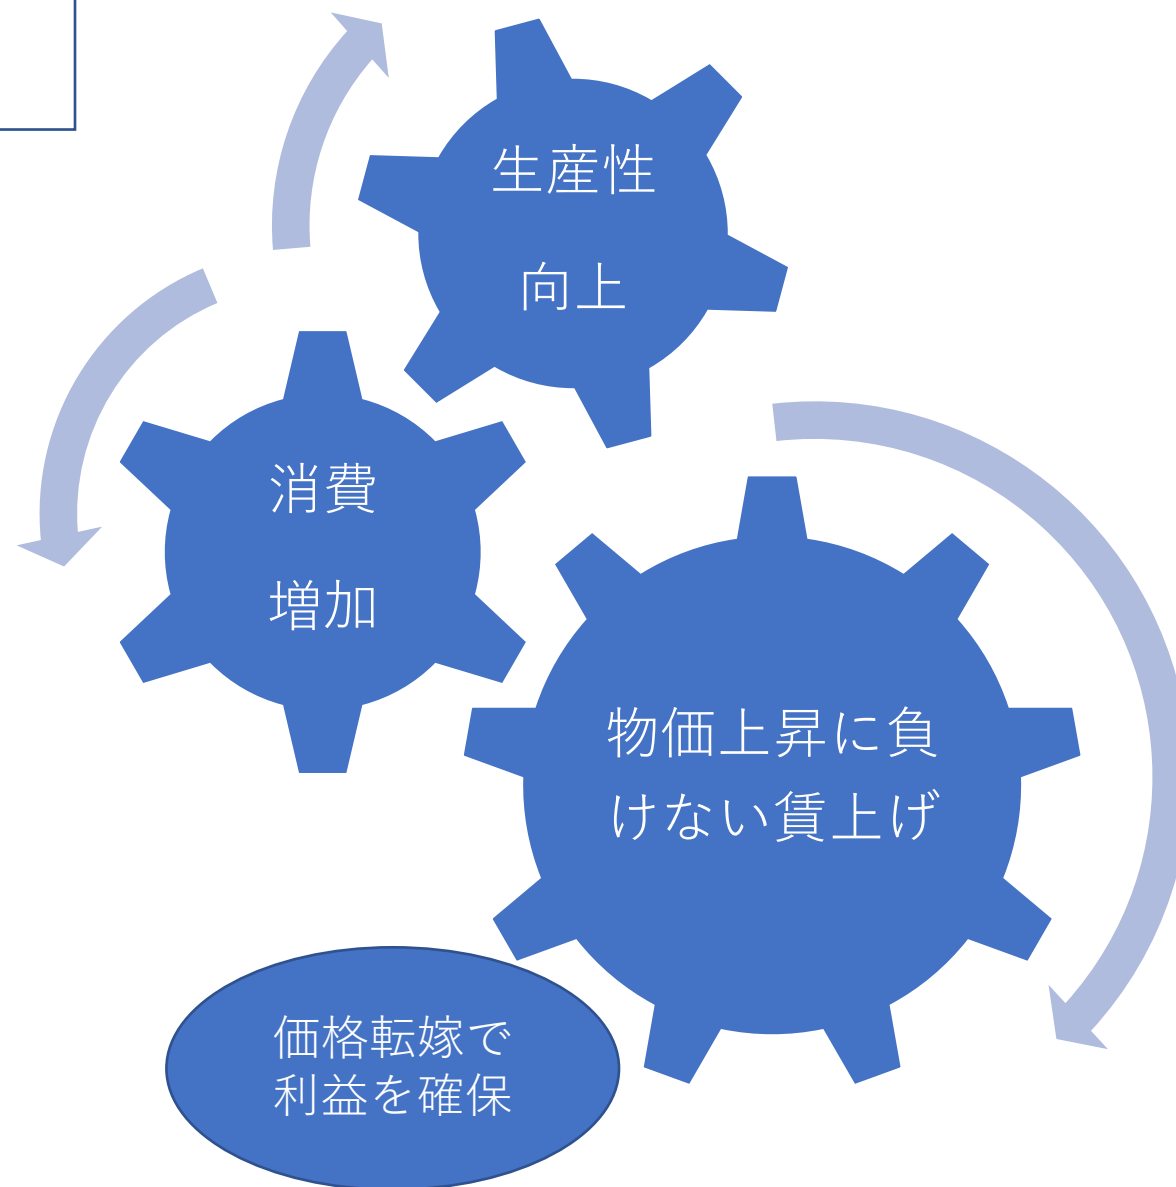 生産性
向上
消費
増加
物価上昇に負
けない賃上げ
価格転嫁で
利益を確保